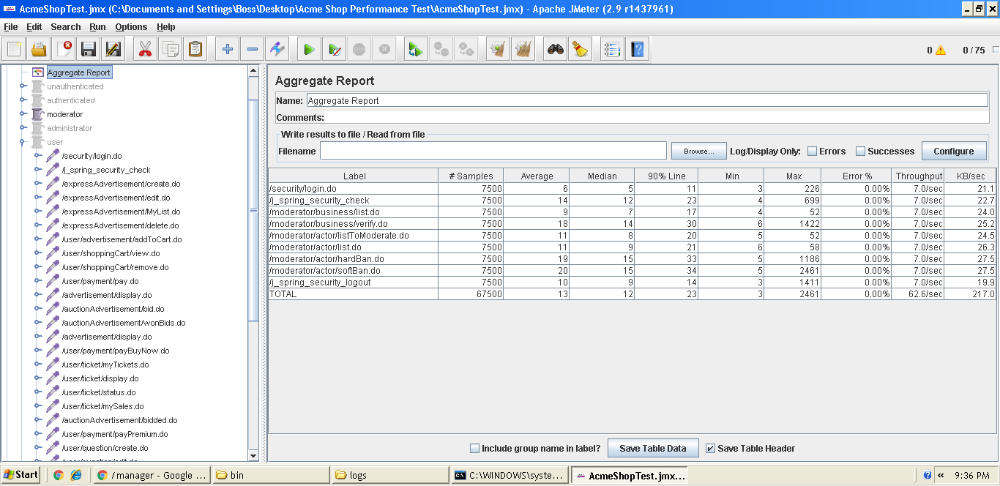 AcmeShopTest.jmx (C:\Documents and Settings\Boss\Desktop\Acme Shop Performance Test\AcmeShopTest.jmx) - Apache JMeter (2.9 r1437961)
File Edit Search Run Options Help
0 0 / 75
Aggregate Report
unauthenticated
authenticated
moderator
administrator
user
/security/login.do
/j_spring_security_check
/expressAdvertisement/create.do
/expressAdvertisement/edit.do
/expressAdvertisement/MyList.do
/expressAdvertisement/delete.do
/user/advertisement/addToCart.do
/user/shoppingCart/view.do
/user/shoppingCart/remove.do
/user/payment/pay.do
/advertisement/display.do
/auctionAdvertisement/bid.do
/auctionAdvertisement/wonBids.do
/advertisement/display.do
/user/payment/payBuyNow.do
/user/ticket/myTickets.do
/user/ticket/display.do
/user/ticket/status.do
/user/ticket/mySales.do
/auctionAdvertisement/bidded.do
/user/payment/payPremium.do
/user/question/create.do
/user/question/edit.do
Aggregate Report
Name: Aggregate Report
Comments:
Write results to file / Read from file
Filename Browse... Log/Display Only: Errors Successes Configure
Label # Samples Average Median 90% Line Min Max Error % Throughput KB/sec
/security/login.do 7500 6 5 11 3 226 0.00% 7.0/sec 21.1
/j_spring_security_check 7500 14 12 23 4 699 0.00% 7.0/sec 22.7
/moderator/business/list.do 7500 9 7 17 4 52 0.00% 7.0/sec 24.0
/moderator/business/verify.do 7500 18 14 30 6 1422 0.00% 7.0/sec 25.2
/moderator/actor/listToModerate.do 7500 11 8 20 5 52 0.00% 7.0/sec 24.5
/moderator/actor/list.do 7500 11 9 21 6 58 0.00% 7.0/sec 26.3
/moderator/actor/hardBan.do 7500 19 15 33 5 1186 0.00% 7.0/sec 27.5
/moderator/actor/softBan.do 7500 20 15 34 5 2461 0.00% 7.0/sec 27.5
/j_spring_security_logout 7500 10 9 14 3 1411 0.00% 7.0/sec 19.9
TOTAL 67500 13 12 23 3 2461 0.00% 62.6/sec 217.0
Include group name in label? Save Table Data Save Table Header
Start /manager - Google ... bin logs C:\WINDOWS\syste... AcmeShopTest.jmx... 9:36 PM